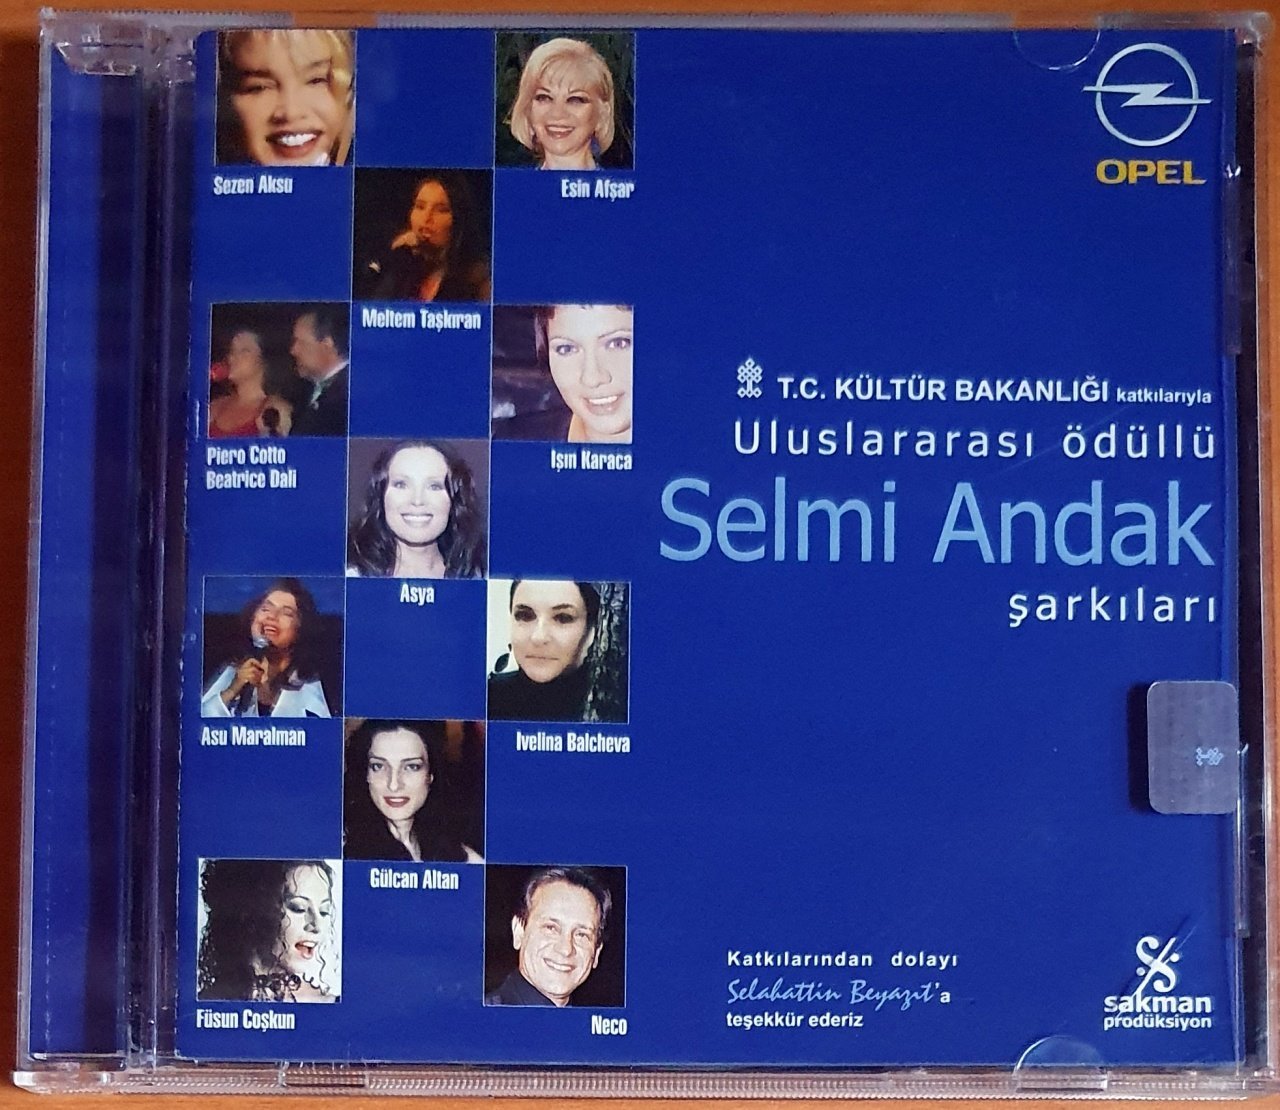 Sezen Aksu
Esin Afşar
Meltem Taşkıran
Piero Cotto
Beatrice Dali
Işın Karaca
Asya
Asu Maralman
Ivelina Balcheva
Gülcan Altan
Füsun Coşkun
Neco
OPEL
T.C. KÜLTÜR BAKANLIĞI katkılarıyla
Uluslararası ödüllü
Selmi Andak
şarkıları
Katkılarından dolayı
Selahattin Beyazıt'a
teşekkür ederiz
sakman
prodüksiyon